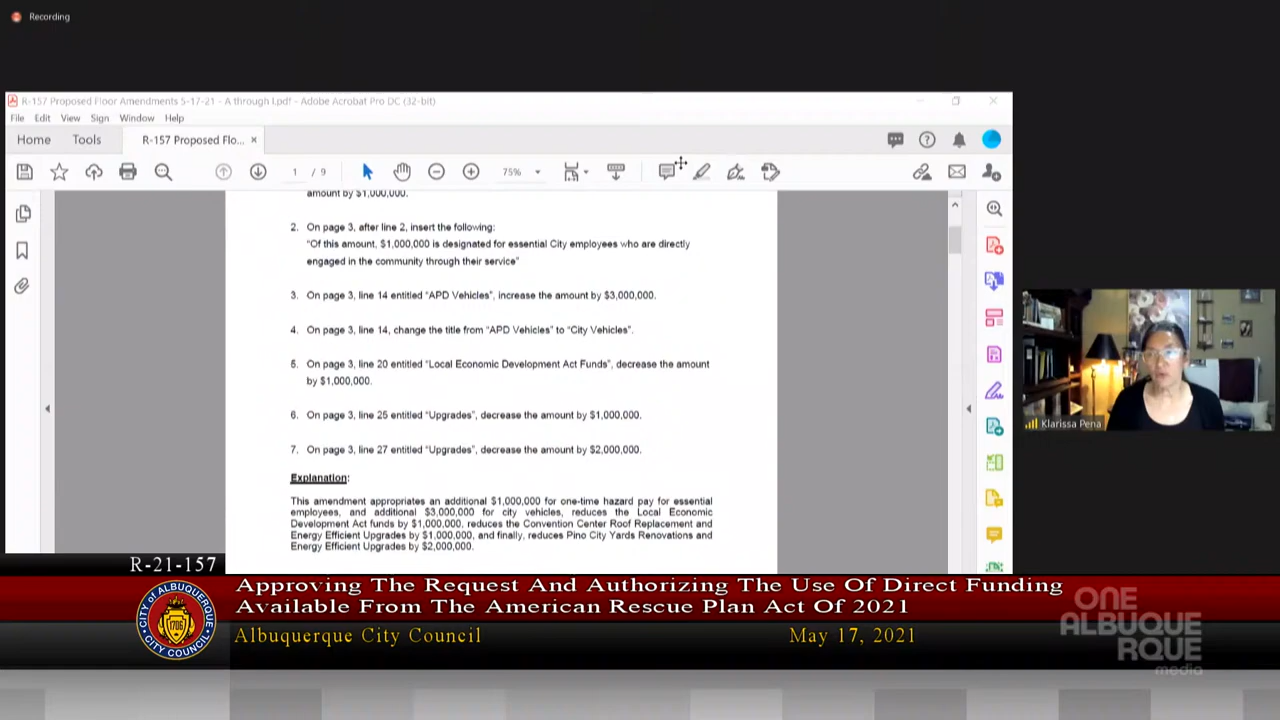 Recording
R-157 Proposed Floor Amendments 5-17-21 - A through I.pdf - Adobe Acrobat Pro DC (32-bit)
File Edit View Sign Window Help
Home Tools R-157 Proposed Flo... ×
1 / 9 75%
amount by $1,000,000.
2. On page 3, after line 2, insert the following:
“Of this amount, $1,000,000 is designated for essential City employees who are directly
engaged in the community through their service”
3. On page 3, line 14 entitled “APD Vehicles”, increase the amount by $3,000,000.
4. On page 3, line 14, change the title from “APD Vehicles” to “City Vehicles”.
5. On page 3, line 20 entitled “Local Economic Development Act Funds”, decrease the amount
by $1,000,000.
6. On page 3, line 25 entitled “Upgrades”, decrease the amount by $1,000,000.
7. On page 3, line 27 entitled “Upgrades”, decrease the amount by $2,000,000.
Explanation:
This amendment appropriates an additional $1,000,000 for one-time hazard pay for essential
employees, and additional $3,000,000 for city vehicles, reduces the Local Economic
Development Act funds by $1,000,000, reduces the Convention Center Roof Replacement and
Energy Efficient Upgrades by $1,000,000, and finally, reduces Pino City Yards Renovations and
Energy Efficient Upgrades by $2,000,000.
Klarissa Pena
R-21-157
Approving The Request And Authorizing The Use Of Direct Funding
Available From The American Rescue Plan Act Of 2021
Albuquerque City Council May 17, 2021
CITY OF ALBUQUERQUE
1706
CITY COUNCIL
ONE
ALBUQUE
RQUE
media